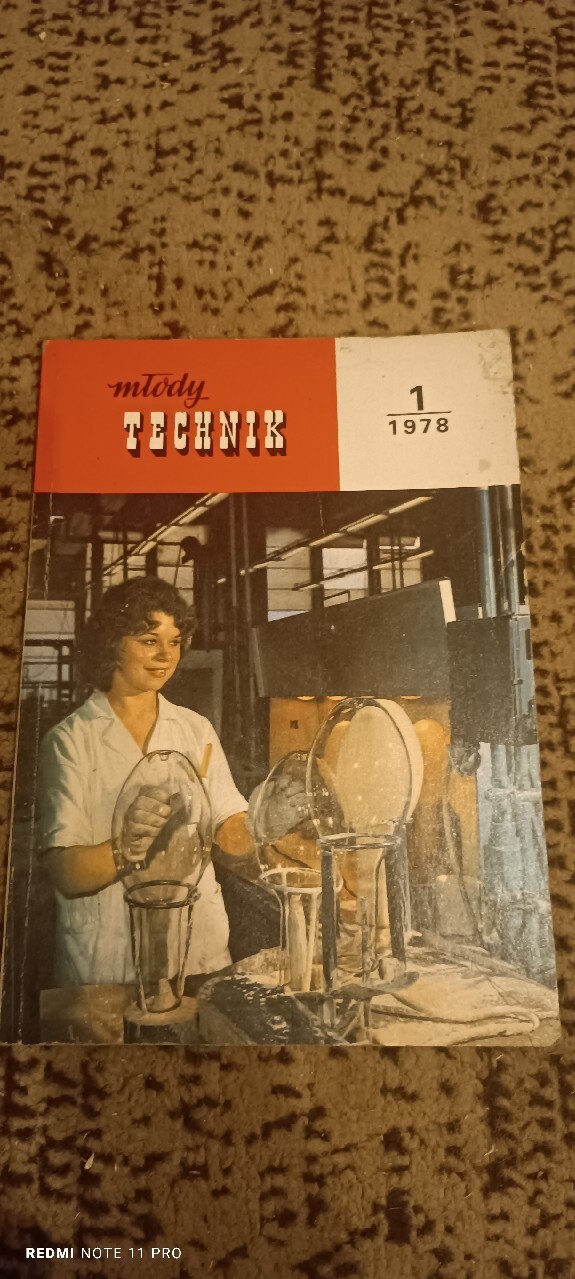 młody
TECHNIK
1
1978
REDMI NOTE 11 PRO